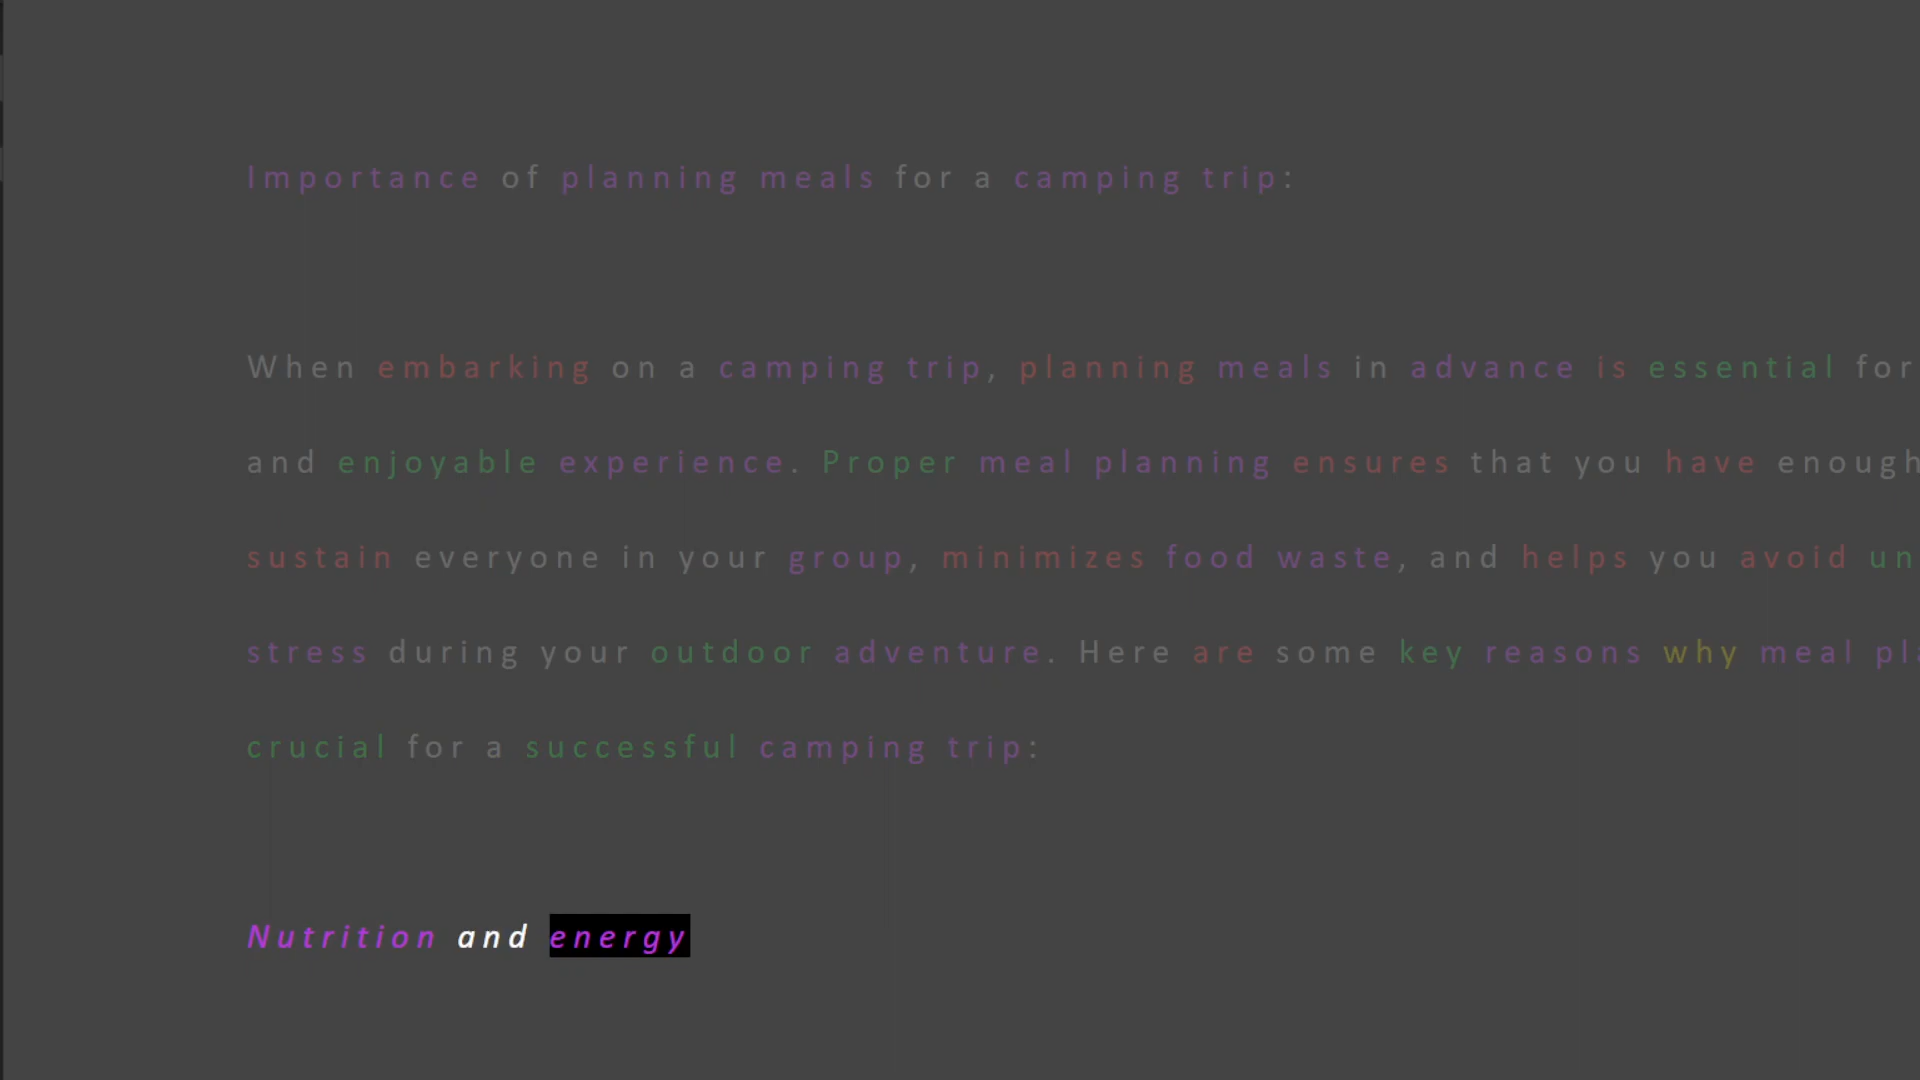 Importance of planning meals for a camping trip:
When embarking on a camping trip, planning meals in advance is essential for
and enjoyable experience. Proper meal planning ensures that you have enough
sustain everyone in your group, minimizes food waste, and helps you avoid
stress during your outdoor adventure. Here are some key reasons why meal
crucial for a successful camping trip:
Nutrition and energy